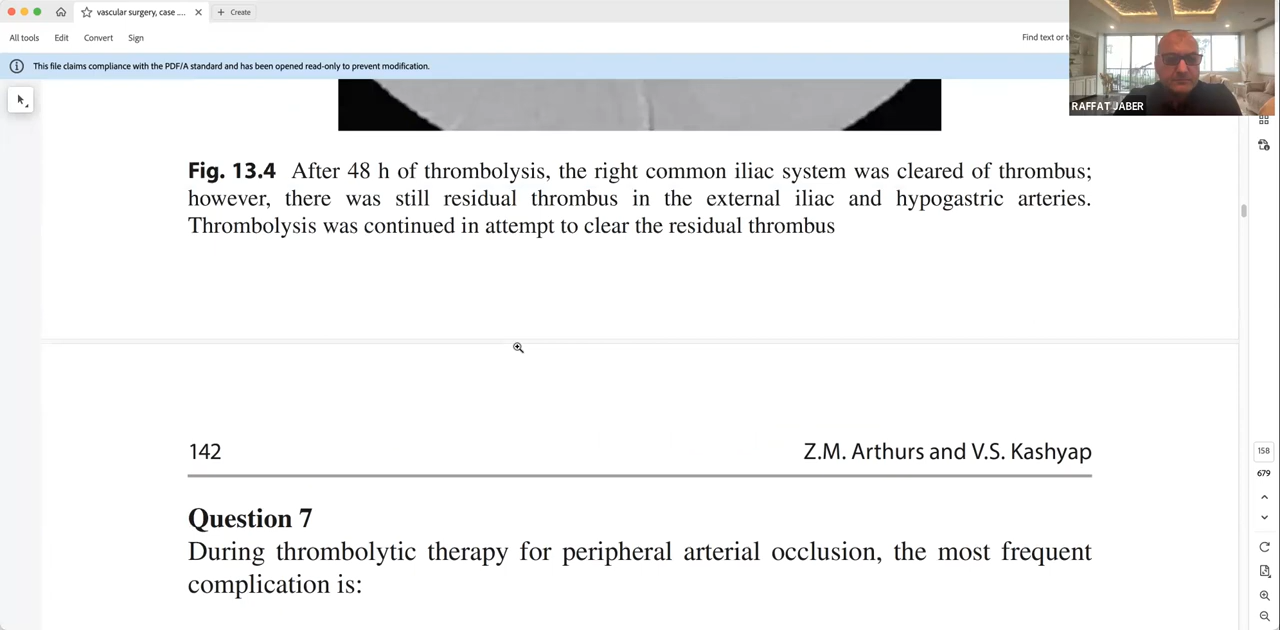 vascular surgery, case ....
Create
All tools
Edit
Convert
Sign
Find text or t
This file claims compliance with the PDF/A standard and has been opened read-only to prevent modification.
RAFFAT JABER
Fig. 13.4 After 48 h of thrombolysis, the right common iliac system was cleared of thrombus;
however, there was still residual thrombus in the external iliac and hypogastric arteries.
Thrombolysis was continued in attempt to clear the residual thrombus
142
Z.M. Arthurs and V.S. Kashyap
158
679
Question 7
During thrombolytic therapy for peripheral arterial occlusion, the most frequent
complication is: